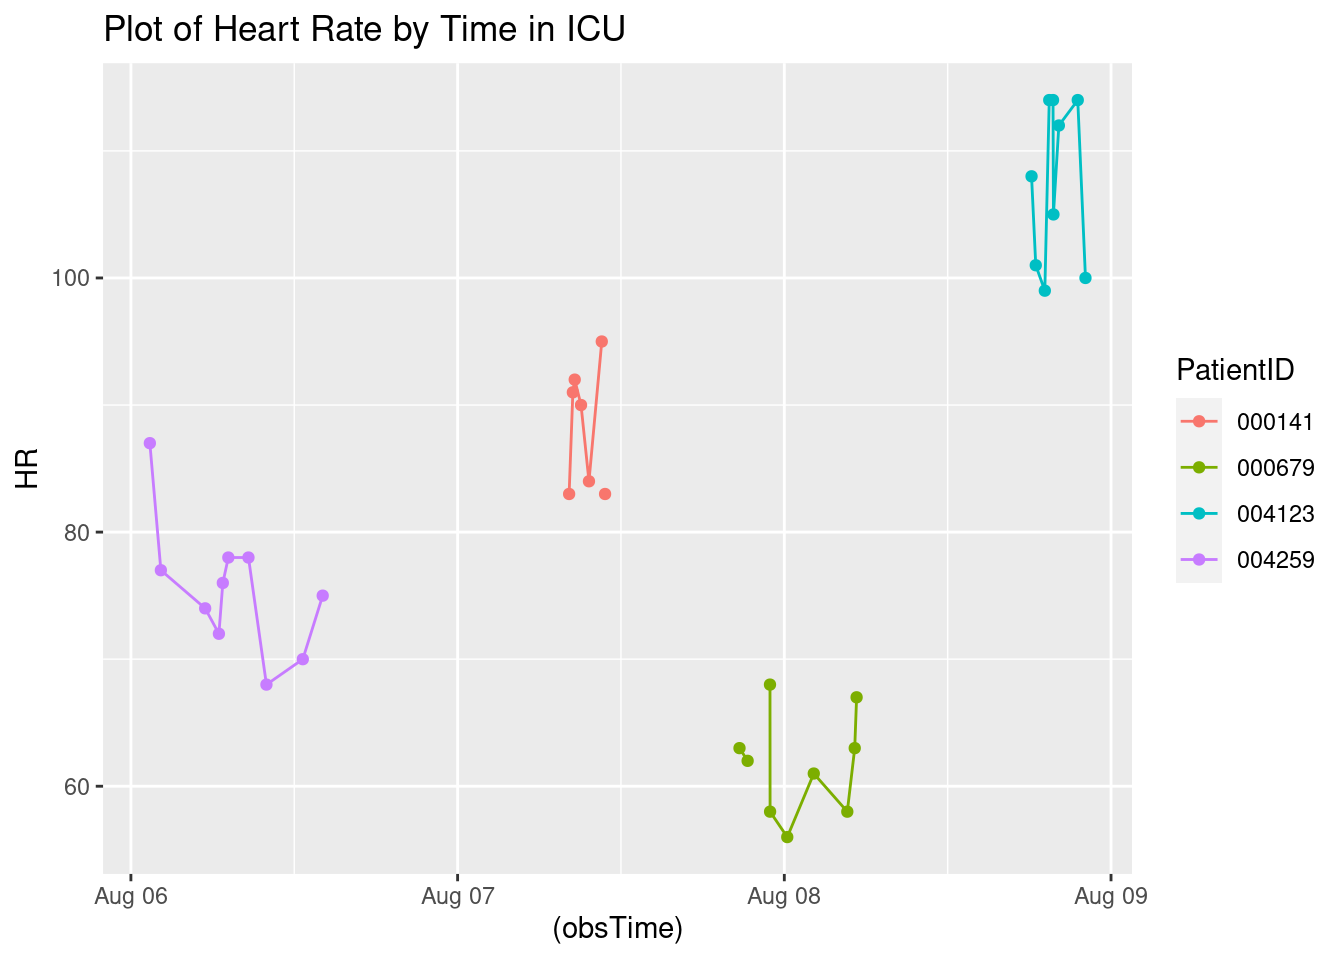 Plot of Heart Rate by Time in ICU
HR
100
80
60
Aug 06
Aug 07
Aug 08
Aug 09
(obsTime)
PatientID
000141
000679
004123
004259